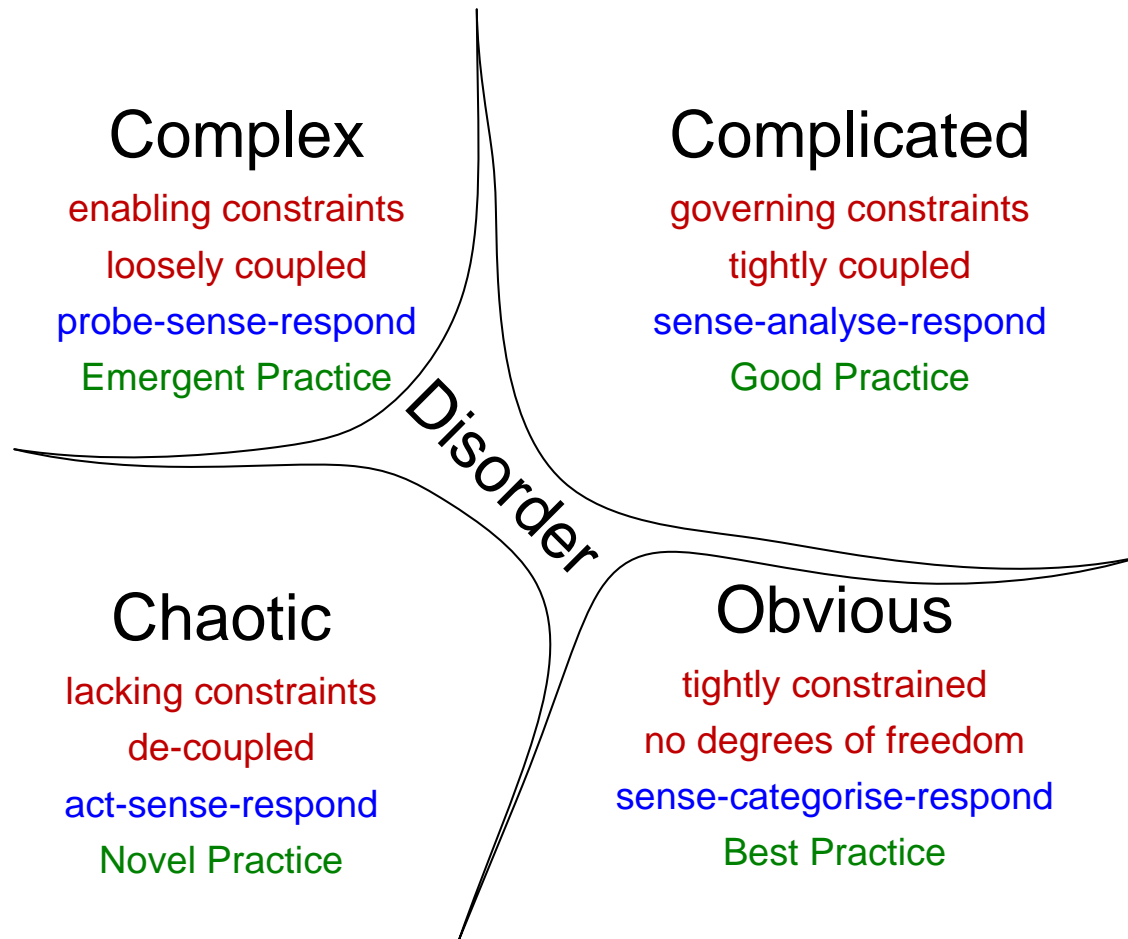 Complex
enabling constraints
loosely coupled
probe-sense-respond
Emergent Practice
Complicated
governing constraints
tightly coupled
sense-analyse-respond
Good Practice
Disorder
Chaotic
lacking constraints
de-coupled
act-sense-respond
Novel Practice
Obvious
tightly constrained
no degrees of freedom
sense-categorise-respond
Best Practice